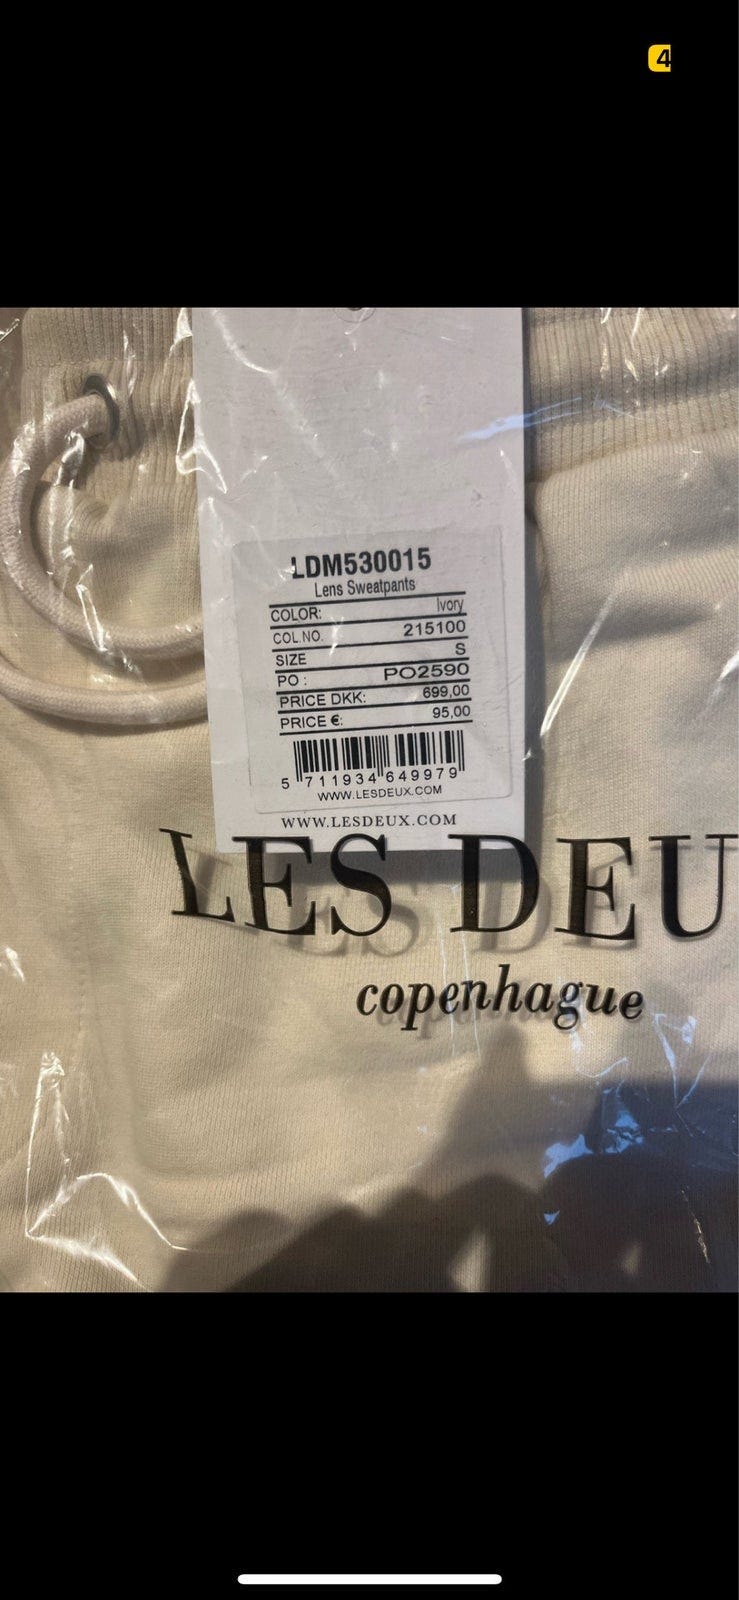 4
LDM530015
Lens Sweatpants
COLOR: Ivory
COL.NO. 215100
SIZE S
PO : PO2590
PRICE DKK: 699,00
PRICE €: 95,00
5 711934 649979
WWW.LESDEUX.COM
WWW.LESDEUX.COM
LES DEU
copenhague